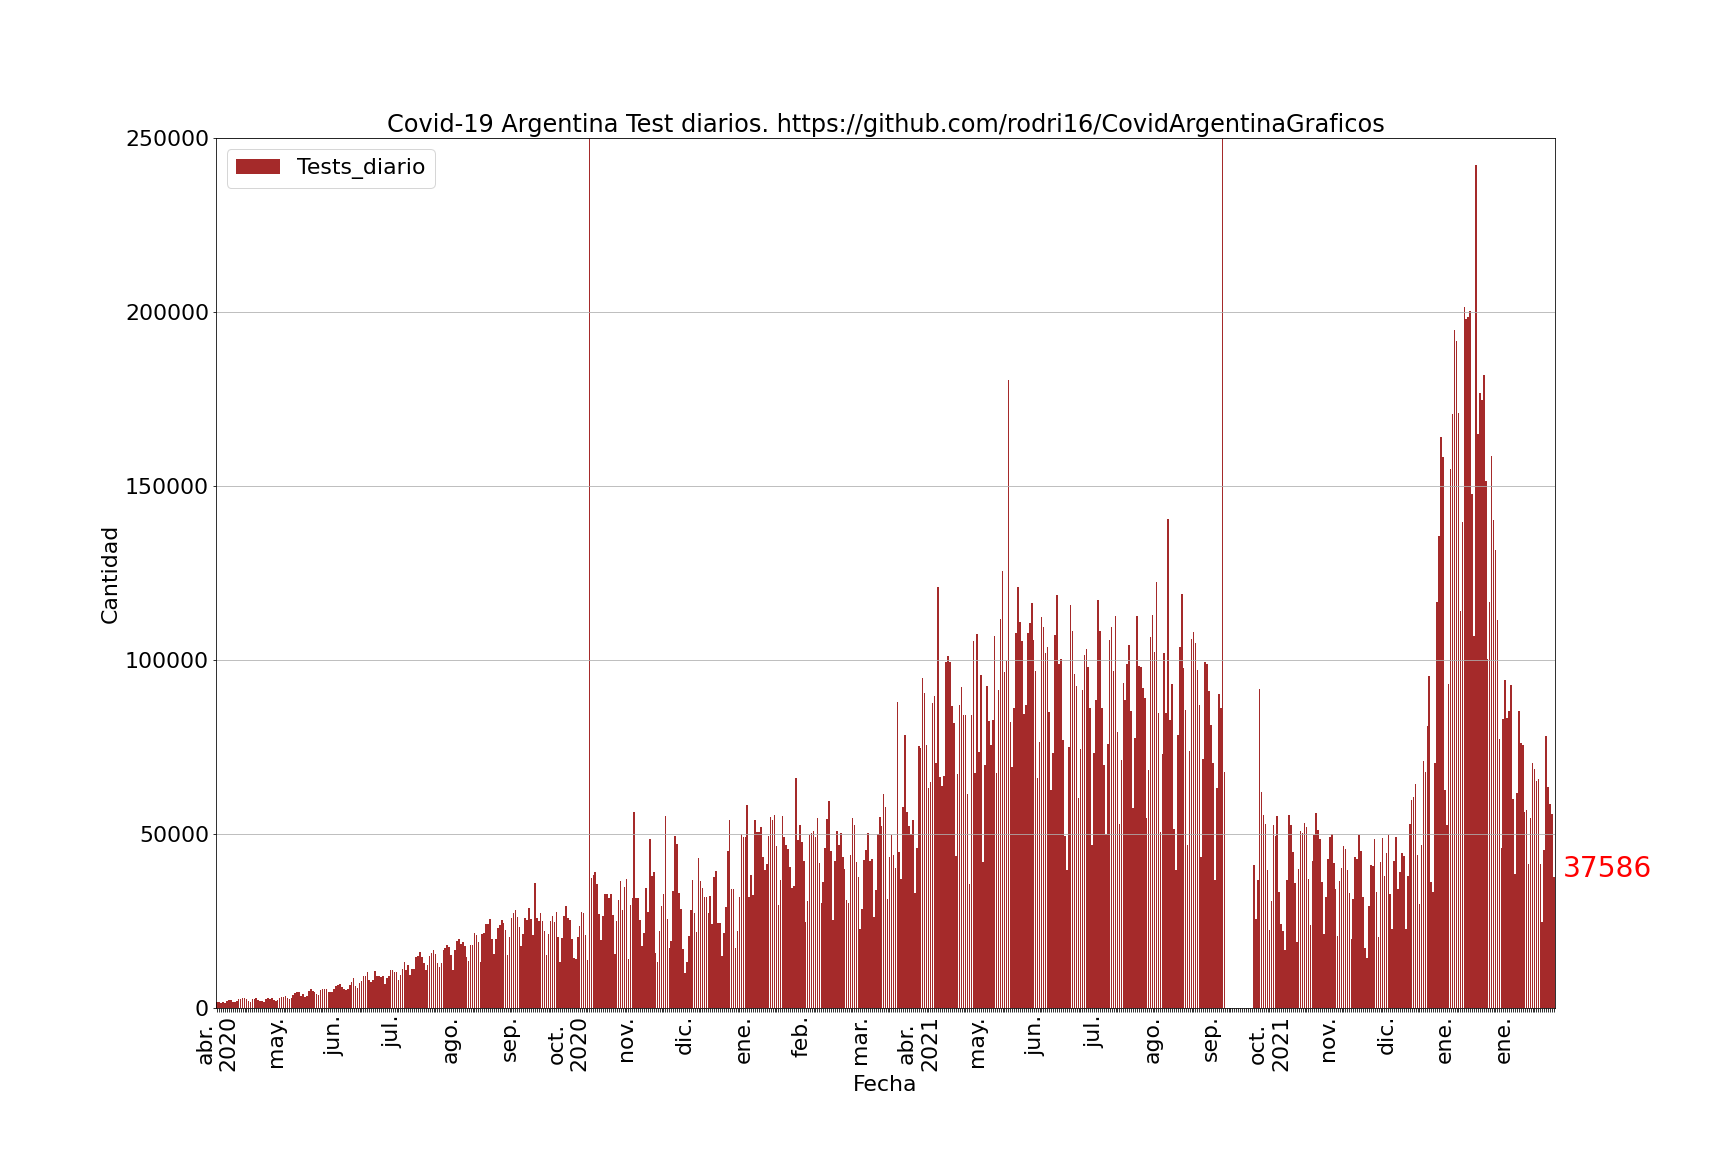 Covid-19 Argentina Test diarios. https://github.com/rodri16/CovidArgentinaGraficos
Tests_diario
250000
200000
150000
100000
50000
0
Cantidad
37586
abr.
2020
may.
jun.
jul.
ago.
sep.
oct.
2020
nov.
dic.
ene.
feb.
mar.
abr.
2021
may.
jun.
jul.
ago.
sep.
oct.
2021
nov.
dic.
ene.
ene.
Fecha